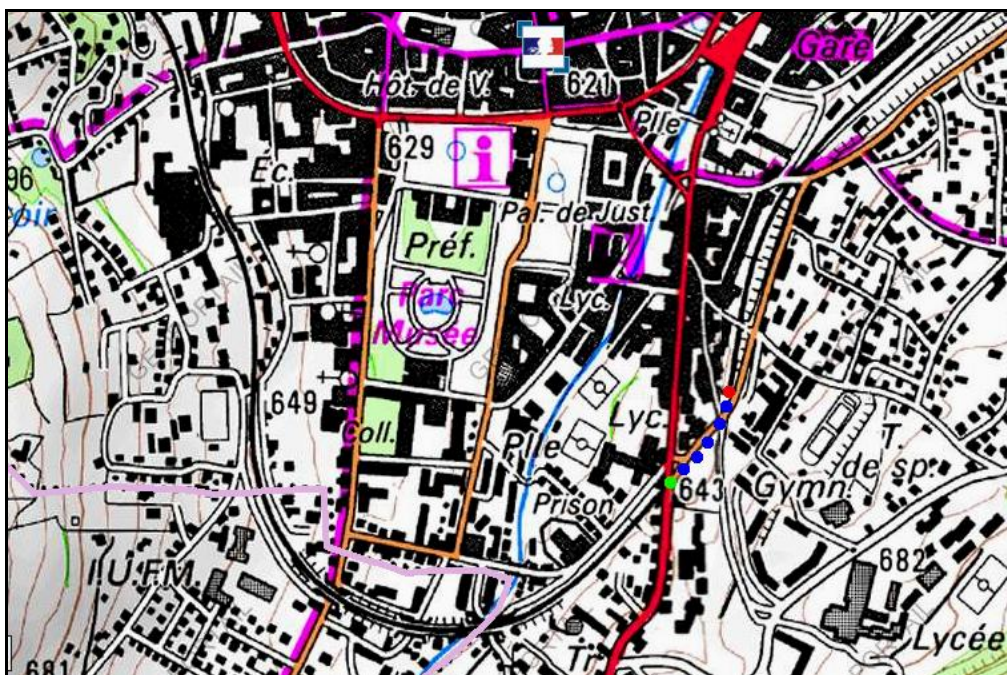 Gare
Hôt. de V.
621
Plle
629
i
Ec.
96
oir
Pal. de Just.
Préf.
Parc
Lyc.
Musée
649
Lyc.
T.
Coll.
Plle
de sp.
643
Gymn.
Prison
I.U.F.M.
682
Lycée
Tr
681